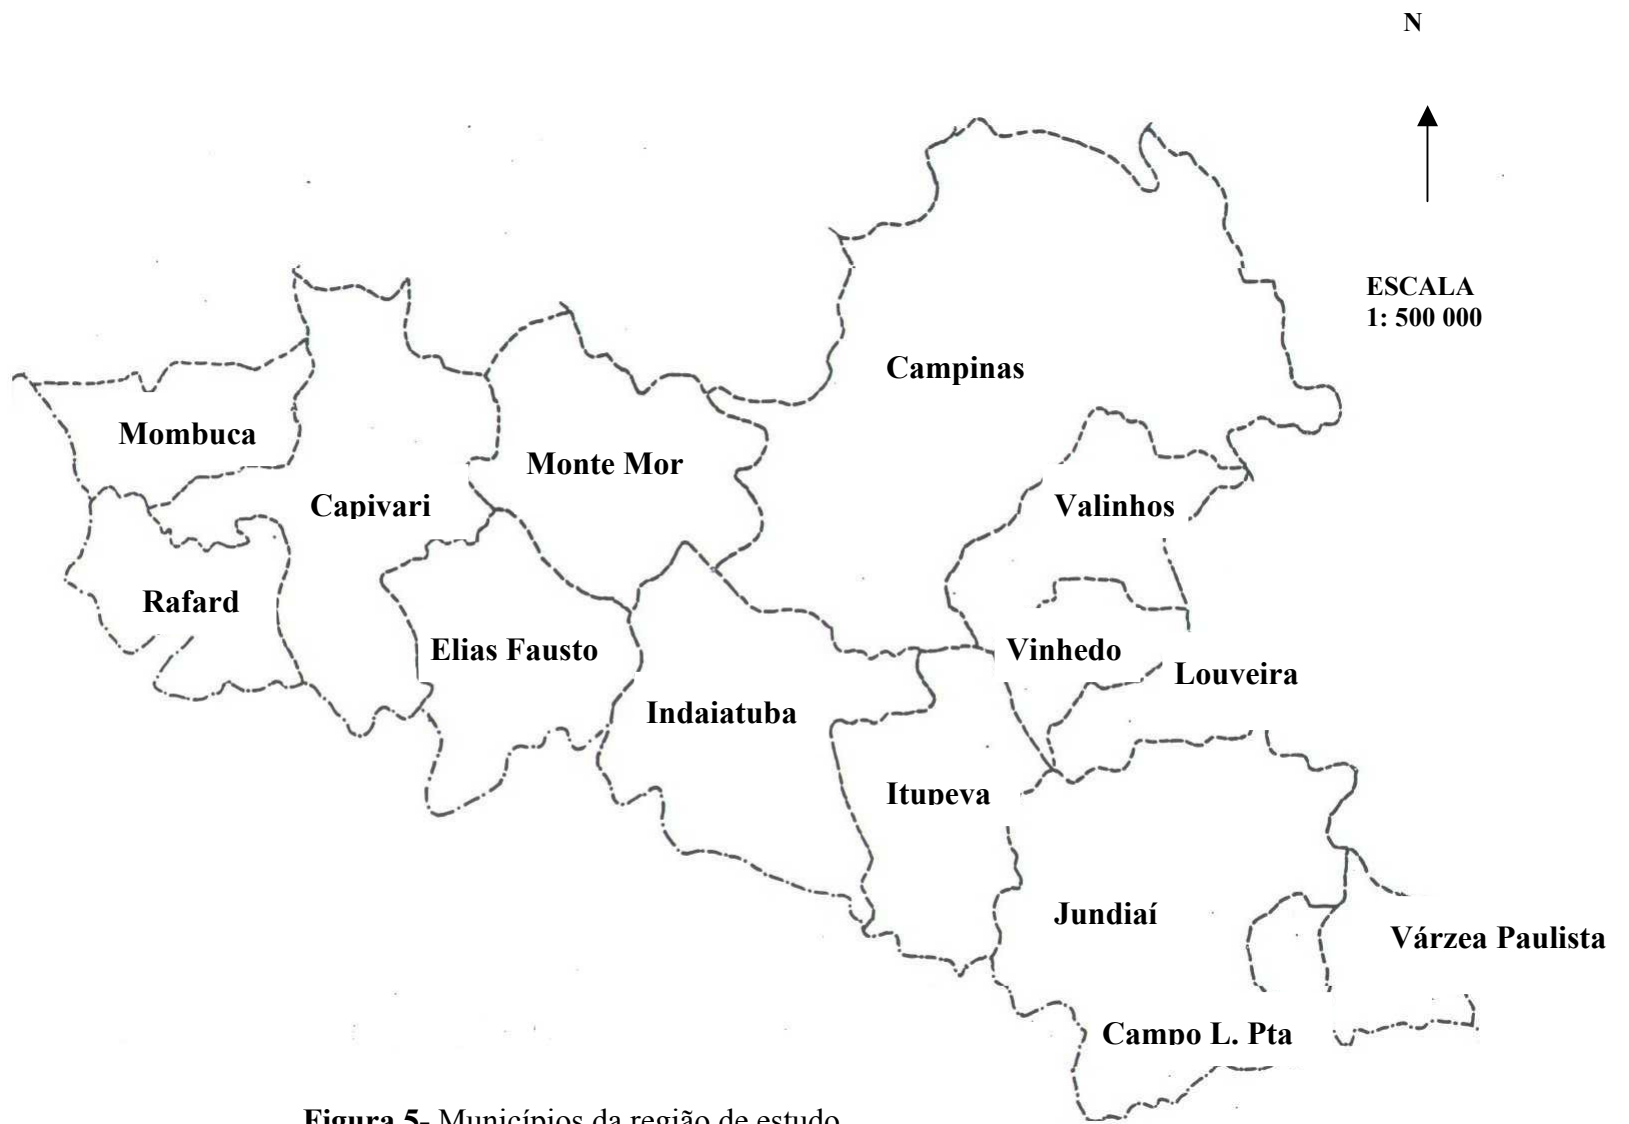 N
ESCALA
1: 500 000
Campinas
Mombuca
Monte Mor
Capivari
Valinhos
Rafard
Elias Fausto
Vinhedo
Louveira
Indaiatuba
Itupeva
Jundiaí
Várzea Paulista
Campo L. Pta
Figura 5- Municípios da região de estudo